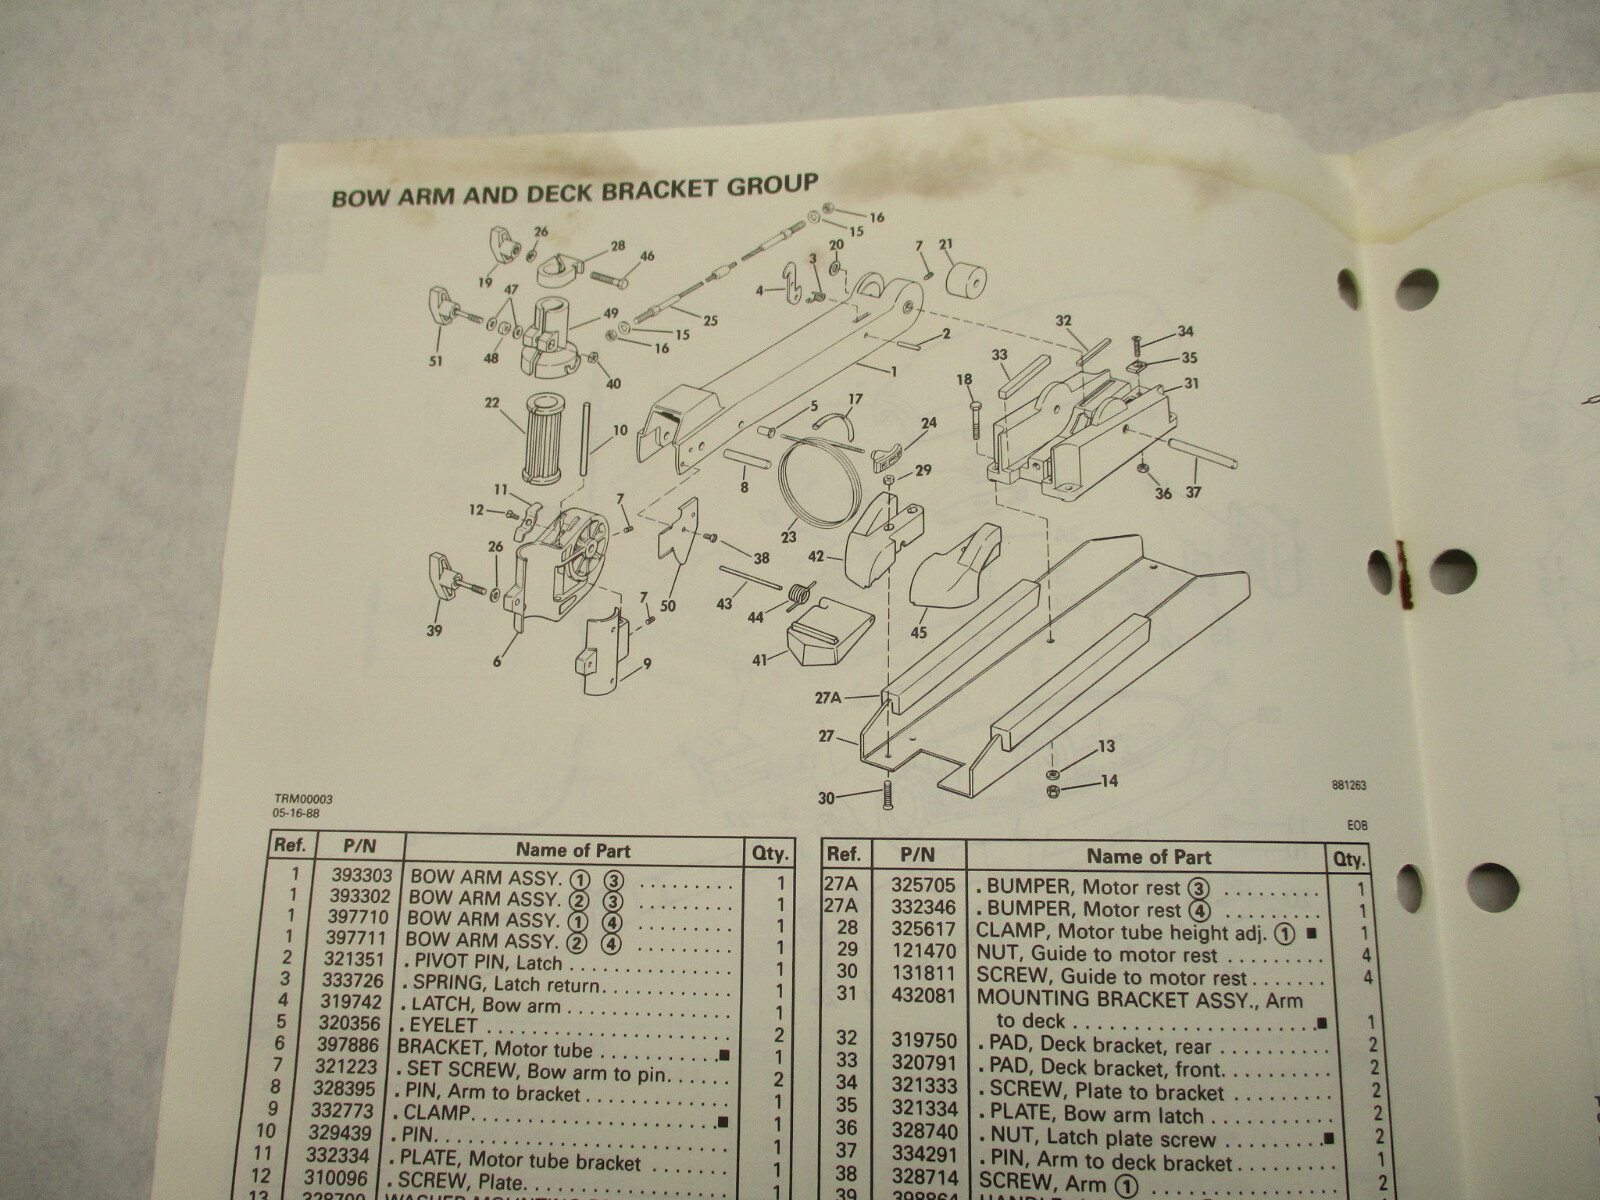 BOW ARM AND DECK BRACKET GROUP
26
28
46
19
47
49
51
48
40
16
15
25
15
16
20
3
4
7
21
2
1
32
33
34
35
31
18
22
10
5
17
24
29
8
23
36
37
11
12
7
26
38
50
42
43
44
45
39
6
7
9
41
27A
27
13
14
30
TRM00003
05-16-88
881263
EOB
Ref. P/N Name of Part Qty.
1 393303 BOW ARM ASSY. ① ③ ......... 1
1 393302 BOW ARM ASSY. ② ③ ......... 1
1 397710 BOW ARM ASSY. ① ④ ......... 1
1 397711 BOW ARM ASSY. ② ④ ......... 1
2 321351 . PIVOT PIN, Latch ............... 1
3 333726 . SPRING, Latch return............ 1
4 319742 . LATCH, Bow arm ............... 1
5 320356 . EYELET ....................... 2
6 397886 BRACKET, Motor tube ...........■ 1
7 321223 . SET SCREW, Bow arm to pin...... 2
8 328395 . PIN, Arm to bracket ............. 1
9 332773 . CLAMP.......................■ 1
10 329439 . PIN........................... 1
11 332334 . PLATE, Motor tube bracket ....... 1
12 310096 . SCREW, Plate.................. 1
13 328700
Ref. P/N Name of Part Qty.
27A 325705 . BUMPER, Motor rest ③ ......... 1
27A 332346 . BUMPER, Motor rest ④ ......... 1
28 325617 CLAMP, Motor tube height adj. ① ■ 1
29 121470 NUT, Guide to motor rest .......... 4
30 131811 SCREW, Guide to motor rest ........ 4
31 432081 MOUNTING BRACKET ASSY., Arm
to deck ......................■ 1
32 319750 . PAD, Deck bracket, rear .......... 2
33 320791 . PAD, Deck bracket, front.......... 2
34 321333 . SCREW, Plate to bracket ......... 2
35 321334 . PLATE, Bow arm latch ........... 2
36 328740 . NUT, Latch plate screw .........■ 2
37 334291 . PIN, Arm to deck bracket......... 1
38 328714 SCREW, Arm ① ................ 2
39 398864